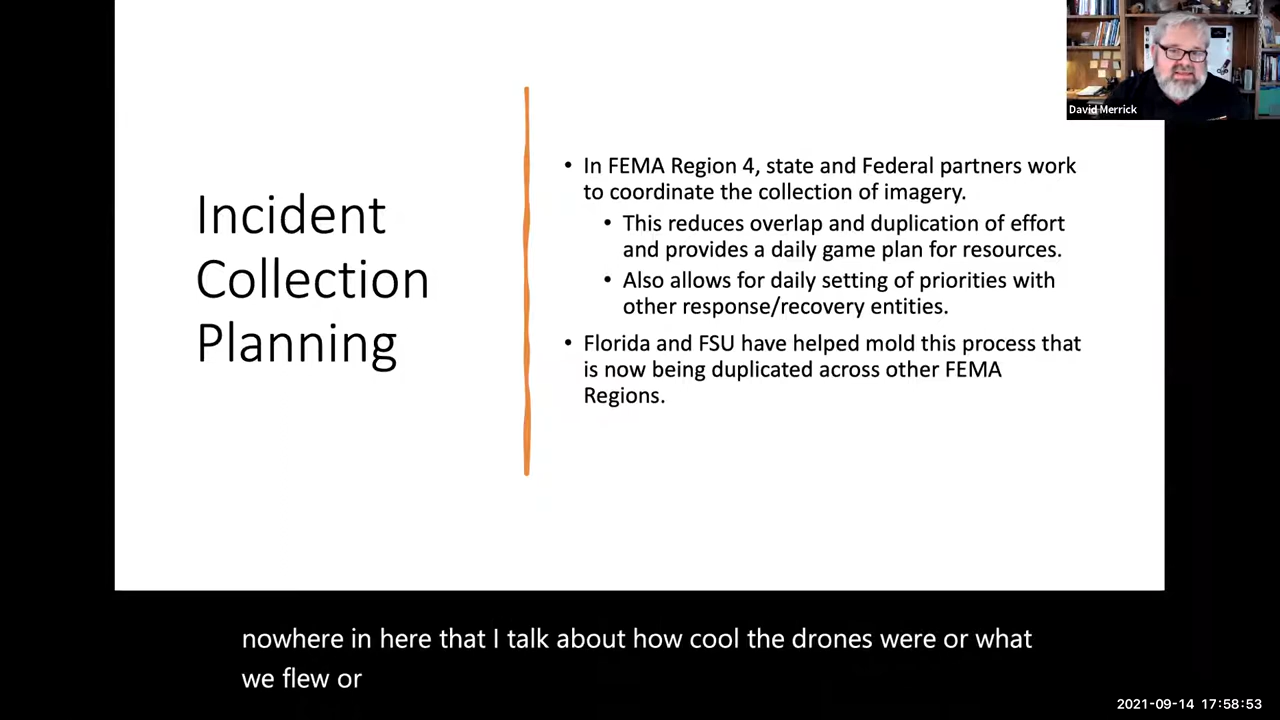 David Merrick
Incident
Collection
Planning
• In FEMA Region 4, state and Federal partners work
to coordinate the collection of imagery.
• This reduces overlap and duplication of effort
and provides a daily game plan for resources.
• Also allows for daily setting of priorities with
other response/recovery entities.
• Florida and FSU have helped mold this process that
is now being duplicated across other FEMA
Regions.
nowhere in here that I talk about how cool the drones were or what
we flew or
2021-09-14 17:58:53